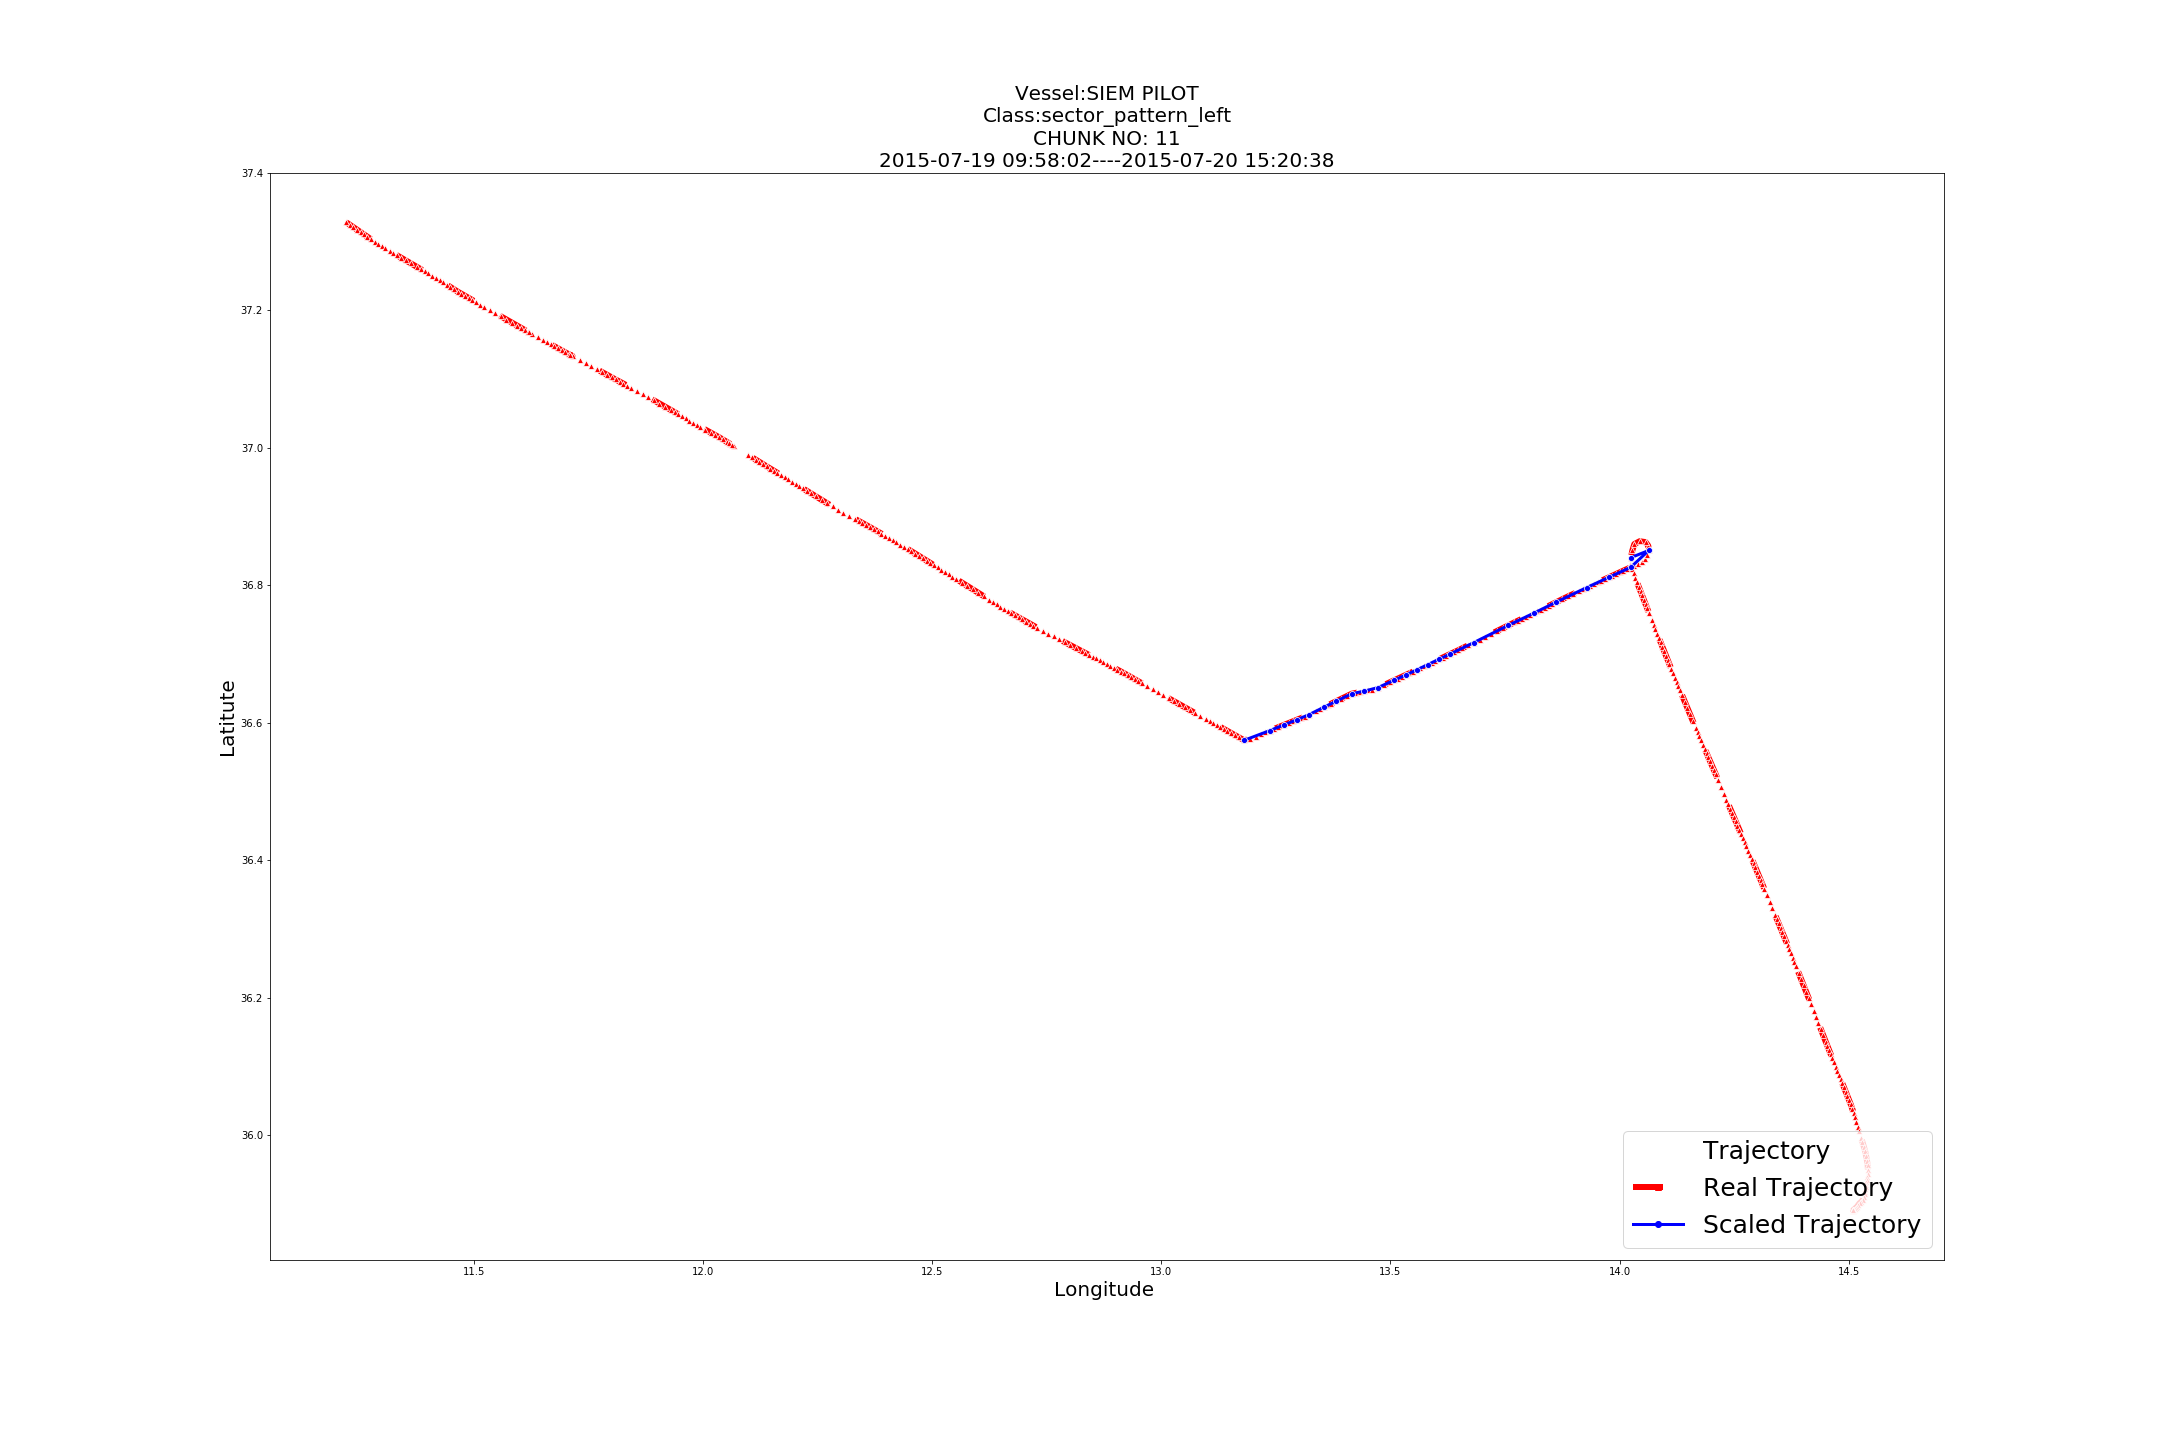 Vessel:SIEM PILOT
Class:sector_pattern_left
CHUNK NO: 11
2015-07-19 09:58:02----2015-07-20 15:20:38
37.4
37.2
37.0
36.8
36.6
36.4
36.2
36.0
Latitute
11.5
12.0
12.5
13.0
13.5
14.0
14.5
Longitude
Trajectory
Real Trajectory
Scaled Trajectory